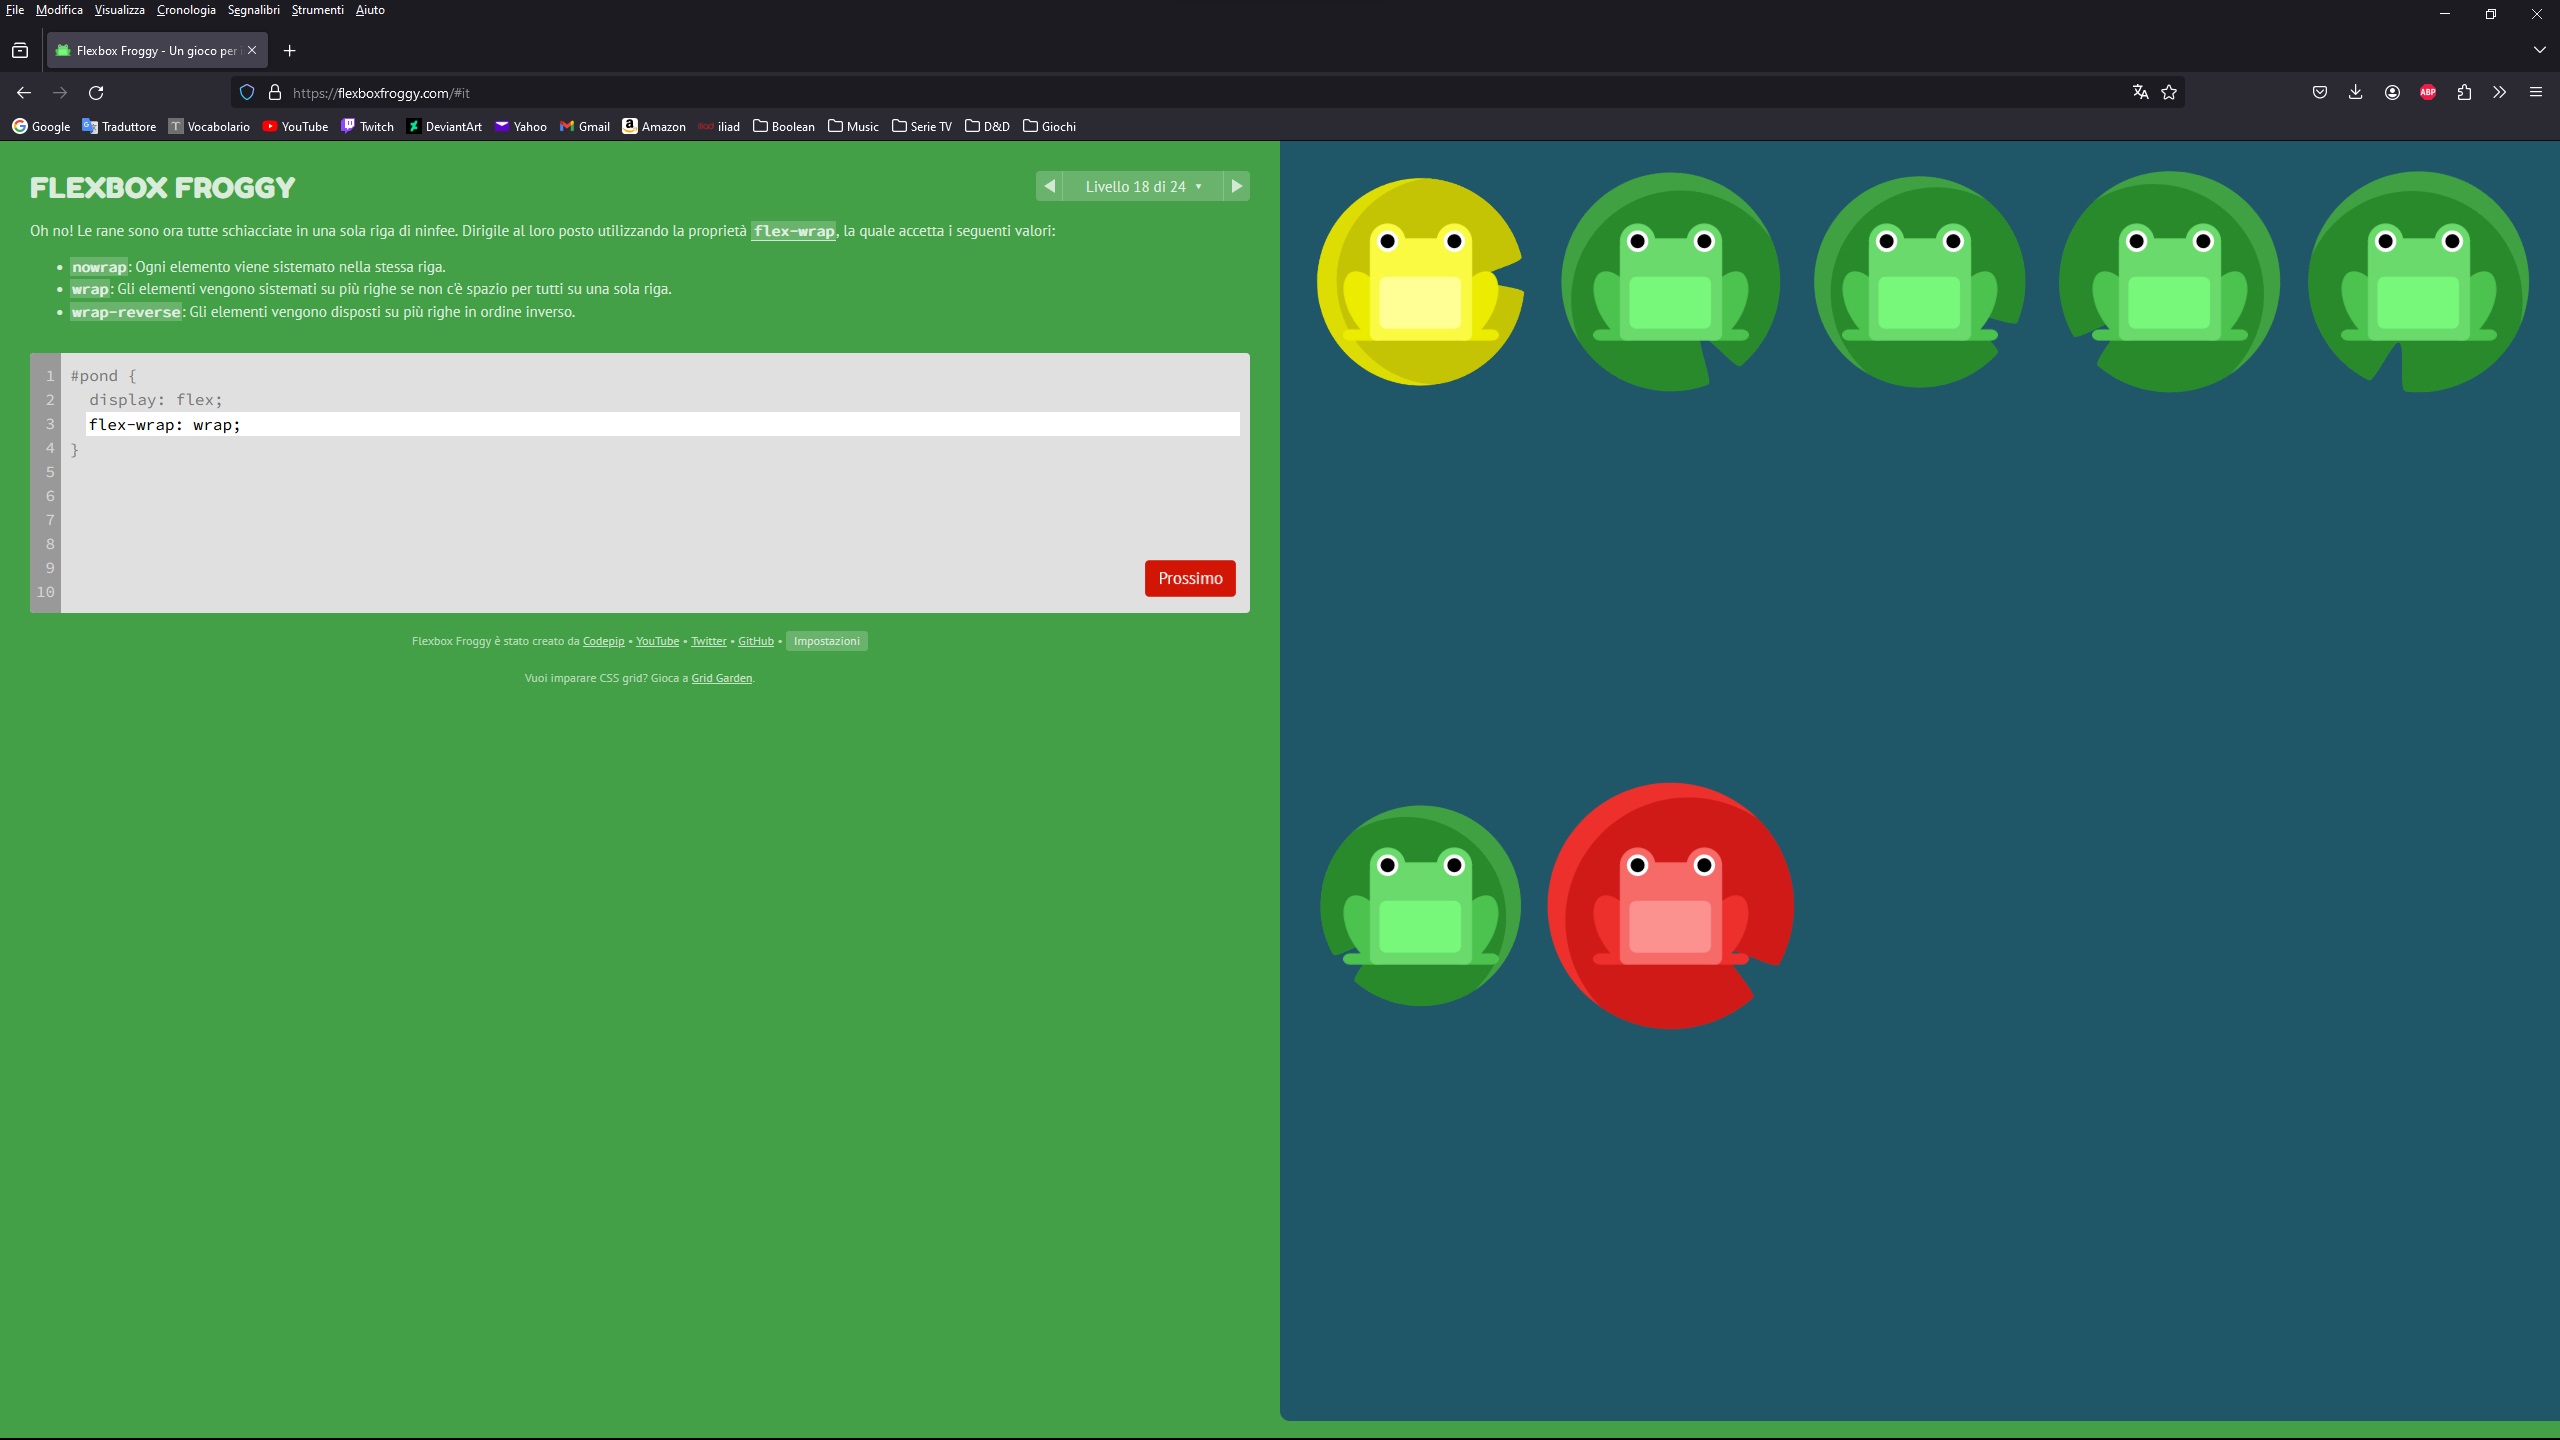 File Modifica Visualizza Cronologia Segnalibri Strumenti Aiuto
Flexbox Froggy - Un gioco per
https://flexboxfroggy.com/#it
ABP
Google Traduttore T Vocabolario YouTube Twitch DeviantArt Yahoo Gmail Amazon iliad iliad Boolean Music Serie TV D&D Giochi
FLEXBOX FROGGY
Livello 18 di 24
Oh no! Le rane sono ora tutte schiacciate in una sola riga di ninfee. Dirigile al loro posto utilizzando la proprietà flex-wrap, la quale accetta i seguenti valori:
• nowrap: Ogni elemento viene sistemato nella stessa riga.
• wrap: Gli elementi vengono sistemati su più righe se non c'è spazio per tutti su una sola riga.
• wrap-reverse: Gli elementi vengono disposti su più righe in ordine inverso.
1 #pond {
2 display: flex;
3 flex-wrap: wrap;
4 }
5
6
7
8
9
10
Prossimo
Flexbox Froggy è stato creato da Codepip • YouTube • Twitter • GitHub • Impostazioni
Vuoi imparare CSS grid? Gioca a Grid Garden.